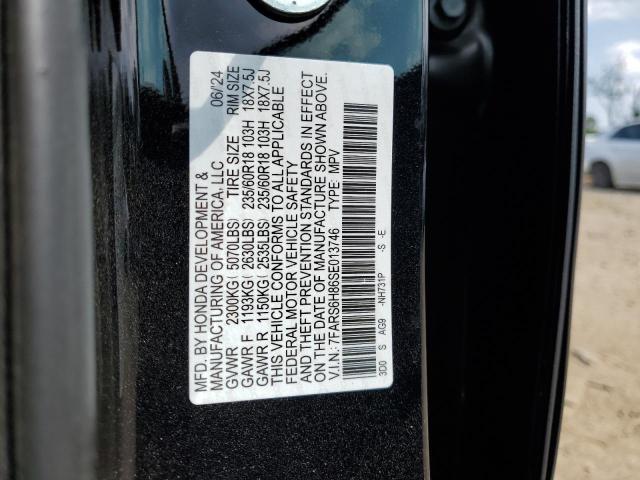 MFD. BY HONDA DEVELOPMENT &
MANUFACTURING OF AMERICA, LLC 06/24
GVWR 2300KG ( 5070LBS) TIRE SIZE RIM SIZE
GAWR F 1193KG ( 2630LBS) 235/60R18 103H 18X7.5J
GAWR R 1150KG ( 2535LBS) 235/60R18 103H 18X7.5J
THIS VEHICLE CONFORMS TO ALL APPLICABLE
FEDERAL MOTOR VEHICLE SAFETY
AND THEFT PREVENTION STANDARDS IN EFFECT
ON THE DATE OF MANUFACTURE SHOWN ABOVE.
V.I.N.: 7FARS6H86SE013746 TYPE: MPV
3D0 S AG9 -NH731P -S -E